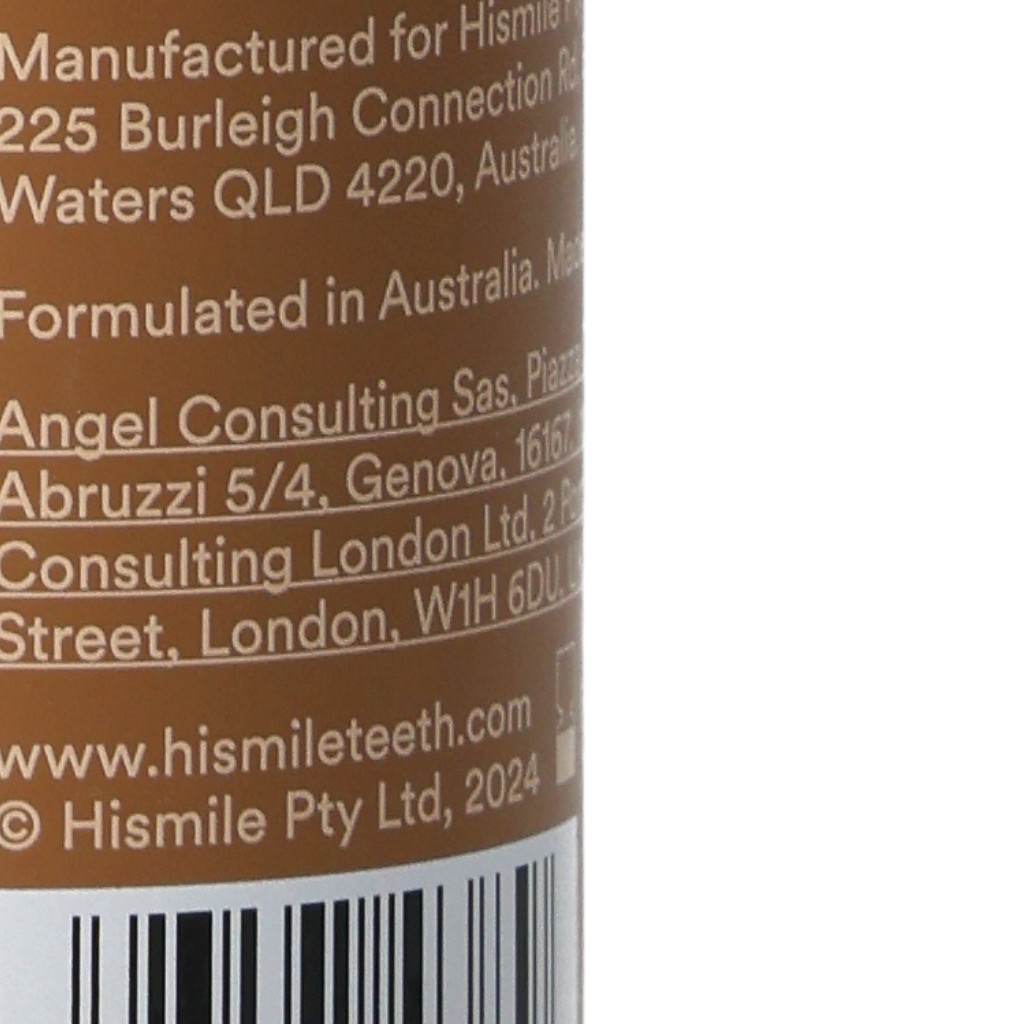 Manufactured for Hismile
225 Burleigh Connection Rd,
Waters QLD 4220, Australia.
Formulated in Australia.
Angel Consulting Sas,
Abruzzi 5/4, Genova, 16167,
Consulting London Ltd, 2
Street, London, W1H 6DU,
www.hismileteeth.com
© Hismile Pty Ltd, 2024